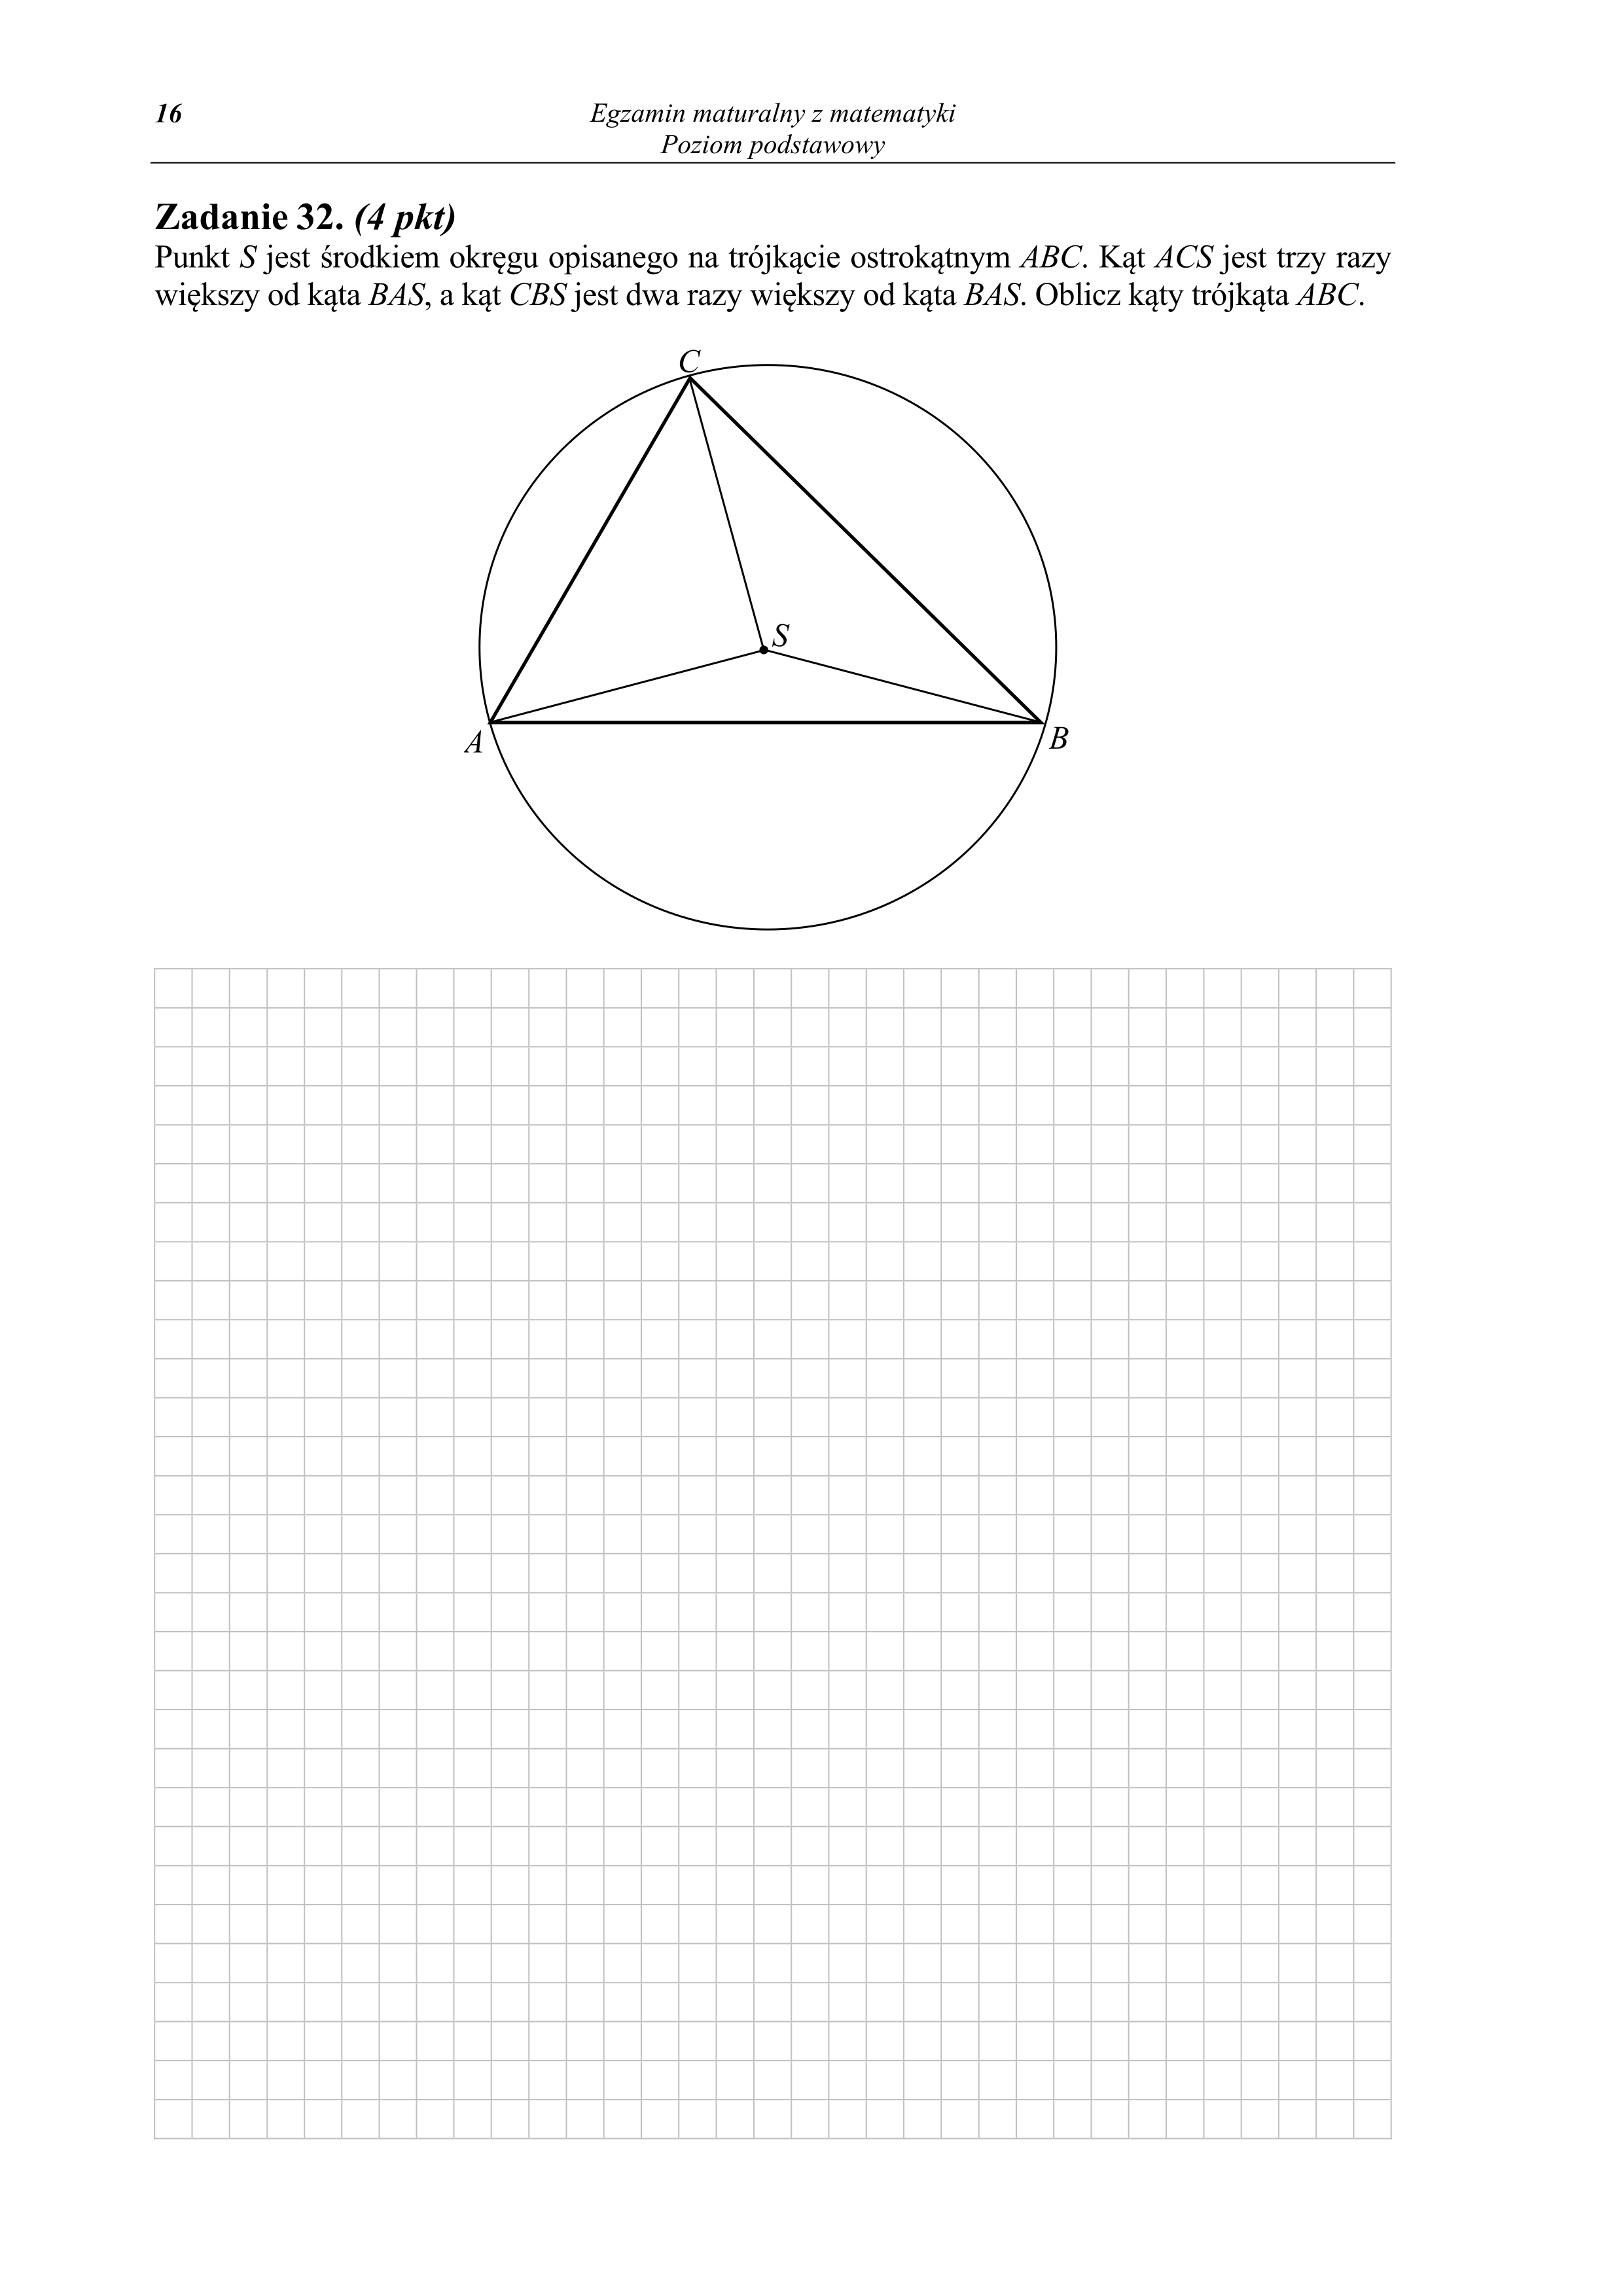 16
Egzamin maturalny z matematyki
Poziom podstawowy
Zadanie 32. (4 pkt)
Punkt S jest środkiem okręgu opisanego na trójkącie ostrokątnym ABC. Kąt ACS jest trzy razy
większy od kąta BAS, a kąt CBS jest dwa razy większy od kąta BAS. Oblicz kąty trójkąta ABC.
C
S
A
B